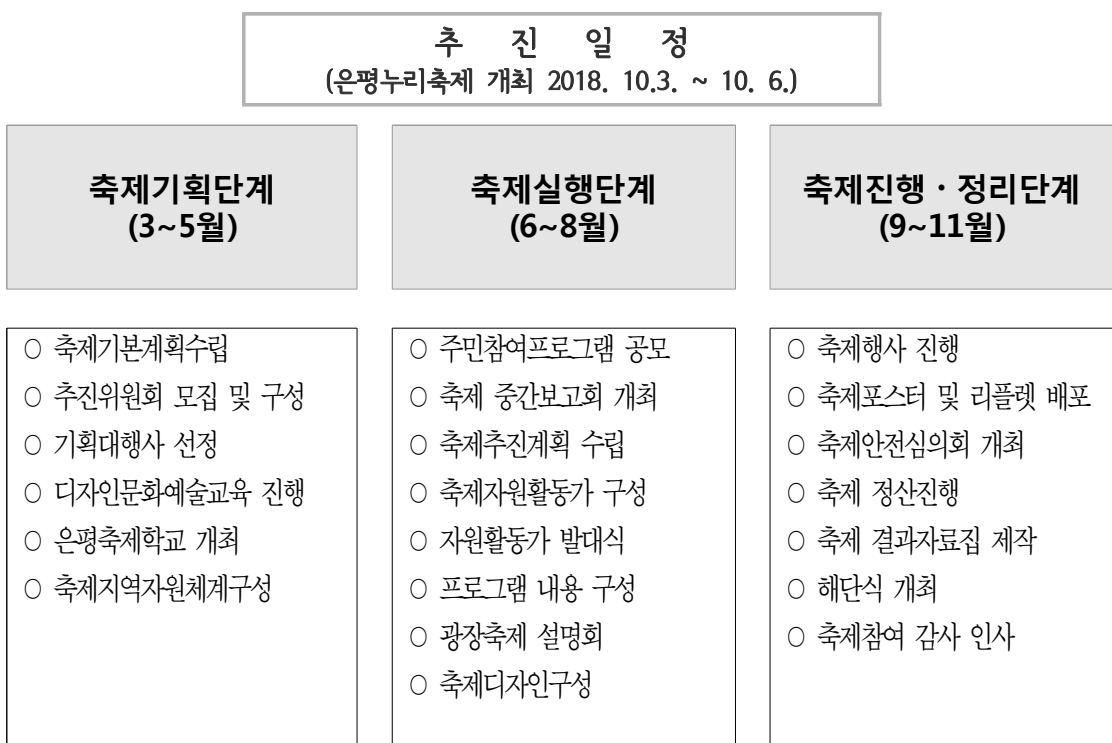 추 진 일 정
(은평누리축제 개최 2018. 10.3. ~ 10. 6.)
축제기획단계
(3~5월)
○ 축제기본계획수립
○ 추진위원회 모집 및 구성
○ 기획대행사 선정
○ 디자인문화예술교육 진행
○ 은평축제학교 개최
○ 축제지역자원체계구성
축제실행단계
(6~8월)
○ 주민참여프로그램 공모
○ 축제 중간보고회 개최
○ 축제추진계획 수립
○ 축제자원활동가 구성
○ 자원활동가 발대식
○ 프로그램 내용 구성
○ 광장축제 설명회
○ 축제디자인구성
축제진행 · 정리단계
(9~11월)
○ 축제행사 진행
○ 축제포스터 및 리플렛 배포
○ 축제안전심의회 개최
○ 축제 정산진행
○ 축제 결과자료집 제작
○ 해단식 개최
○ 축제참여 감사 인사